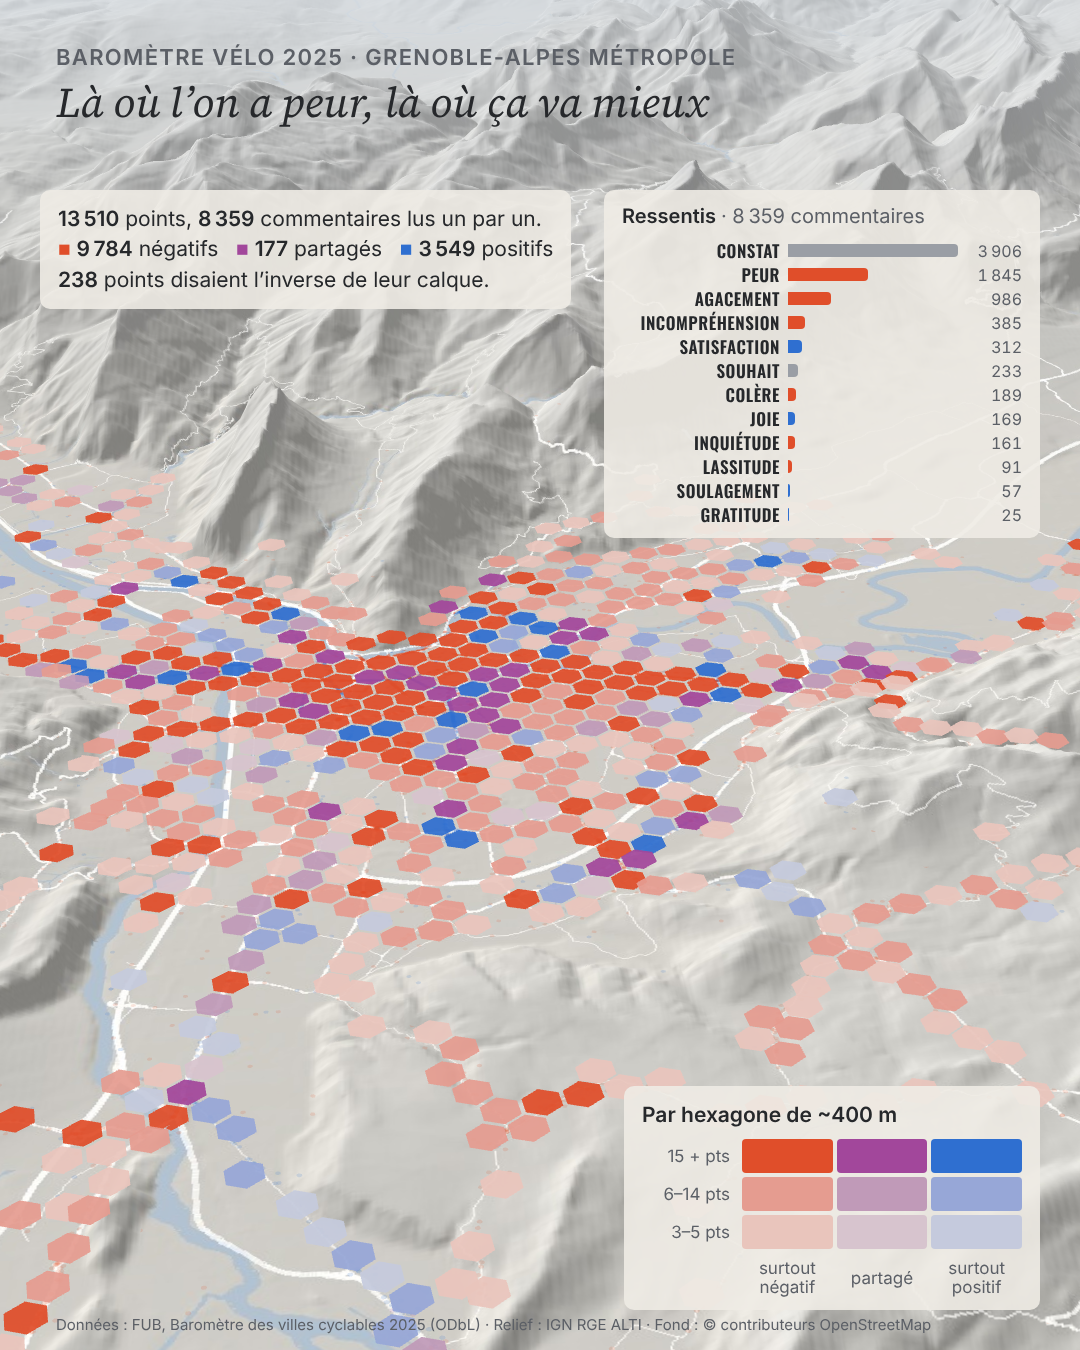 BAROMÈTRE VÉLO 2025 · GRENOBLE-ALPES MÉTROPOLE
Là où l’on a peur, là où ça va mieux
13 510 points, 8 359 commentaires lus un par un.
9 784 négatifs 177 partagés 3 549 positifs
238 points disaient l’inverse de leur calque.
Ressentis · 8 359 commentaires
CONSTAT 3 906
PEUR 1 845
AGACEMENT 986
INCOMPRÉHENSION 385
SATISFACTION 312
SOUHAIT 233
COLÈRE 189
JOIE 169
INQUIÉTUDE 161
LASSITUDE 91
SOULAGEMENT 57
GRATITUDE 25
Par hexagone de ~400 m
15 + pts
6–14 pts
3–5 pts
surtout négatif
partagé
surtout positif
Données : FUB, Baromètre des villes cyclables 2025 (ODbL) · Relief : IGN RGE ALTI · Fond : © contributeurs OpenStreetMap